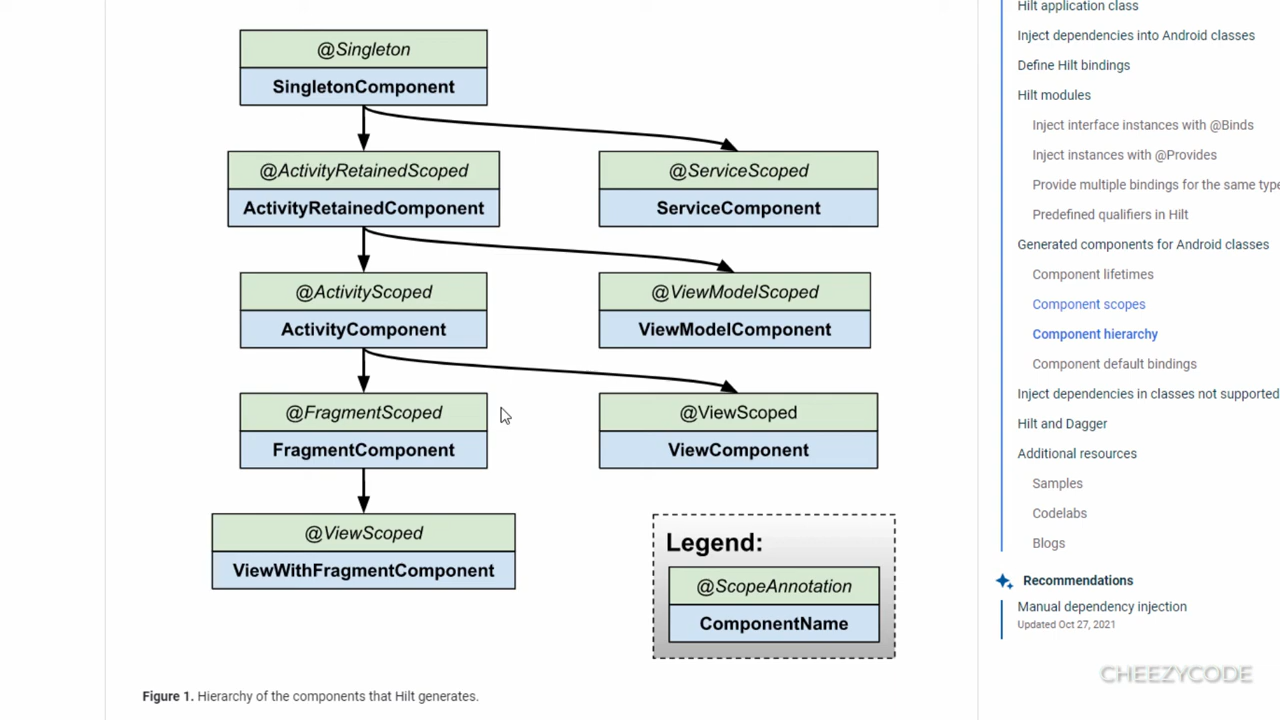 @Singleton
SingletonComponent
@ActivityRetainedScoped
ActivityRetainedComponent
@ServiceScoped
ServiceComponent
@ActivityScoped
ActivityComponent
@ViewModelScoped
ViewModelComponent
@FragmentScoped
FragmentComponent
@ViewScoped
ViewComponent
@ViewScoped
ViewWithFragmentComponent
Legend:
@ScopeAnnotation
ComponentName
Figure 1. Hierarchy of the components that Hilt generates.
Hilt application class
Inject dependencies into Android classes
Define Hilt bindings
Hilt modules
Inject interface instances with @Binds
Inject instances with @Provides
Provide multiple bindings for the same type
Predefined qualifiers in Hilt
Generated components for Android classes
Component lifetimes
Component scopes
Component hierarchy
Component default bindings
Inject dependencies in classes not supported
Hilt and Dagger
Additional resources
Samples
Codelabs
Blogs
Recommendations
Manual dependency injection
Updated Oct 27, 2021
CHEEZYCODE